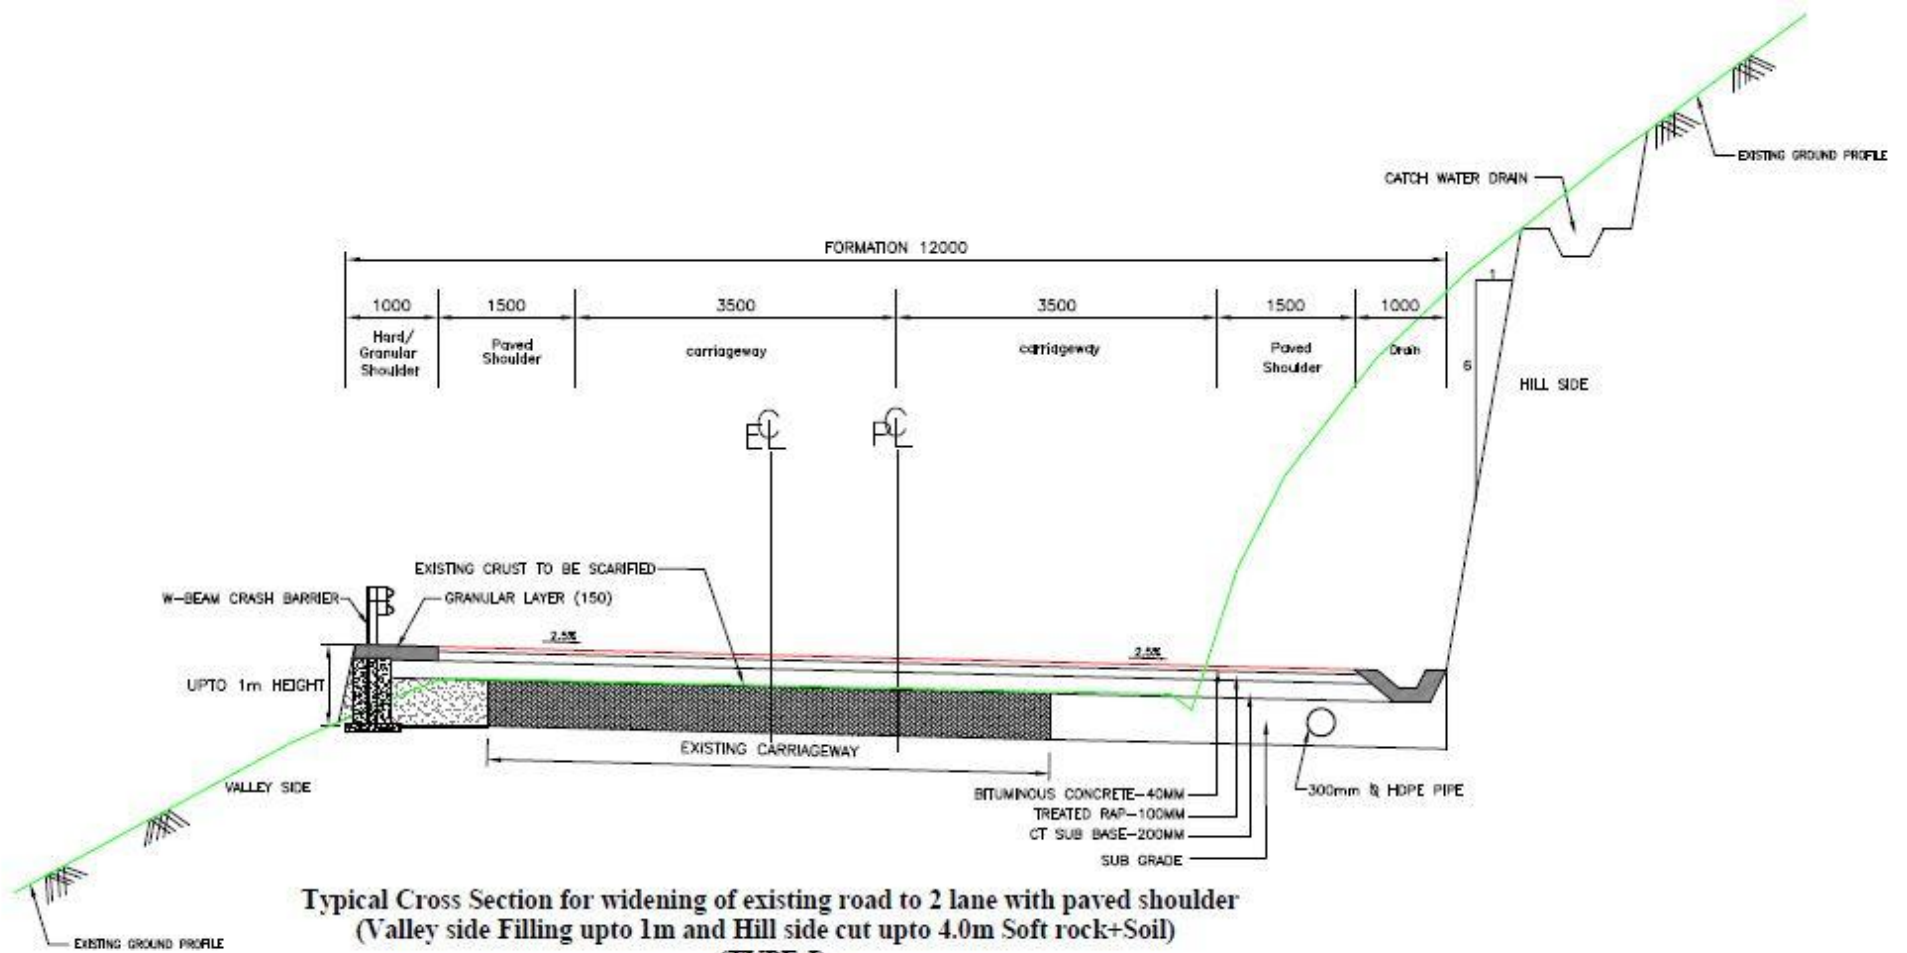 EXISTING GROUND PROFILE
CATCH WATER DRAIN
FORMATION 12000
1000
1500
3500
3500
1500
1000
Hard/
Granular
Shoulder
Paved
Shoulder
carriageway
carriageway
Paved
Shoulder
Drain
1
6
HILL SIDE
ECL
PCL
EXISTING CRUST TO BE SCARIFIED
W-BEAM CRASH BARRIER
GRANULAR LAYER (150)
2.5%
2.5%
UPTO 1m HEIGHT
EXISTING CARRIAGEWAY
VALLEY SIDE
BITUMINOUS CONCRETE-40MM
300mm HDPE PIPE
TREATED RAP-100MM
CT SUB BASE-200MM
SUB GRADE
Typical Cross Section for widening of existing road to 2 lane with paved shoulder
(Valley side Filling upto 1m and Hill side cut upto 4.0m Soft rock+Soil)
EXISTING GROUND PROFILE